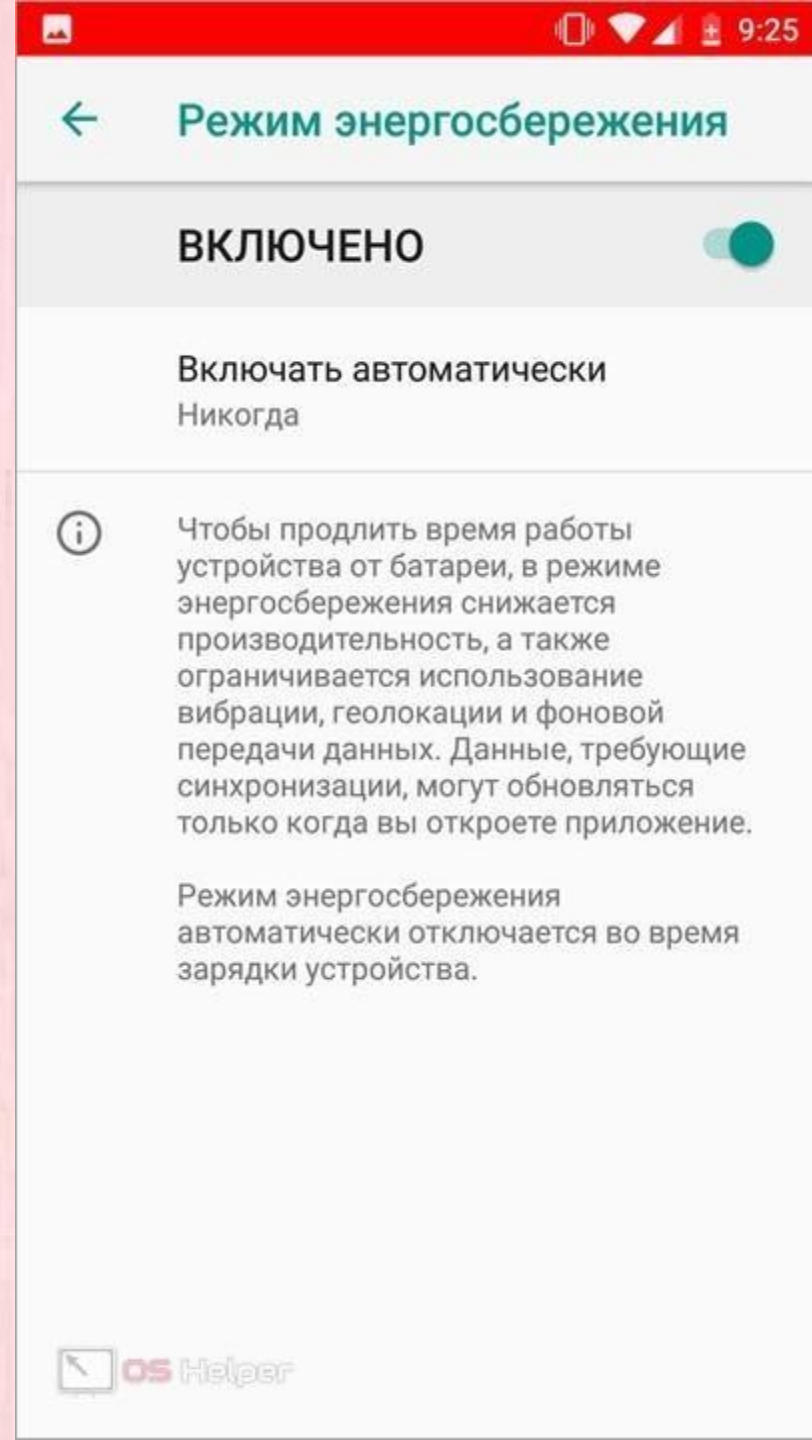 9:25
Режим энергосбережения
ВКЛЮЧЕНО
Включать автоматически
Никогда
Чтобы продлить время работы
устройства от батареи, в режиме
энергосбережения снижается
производительность, а также
ограничивается использование
вибрации, геолокации и фоновой
передачи данных. Данные, требующие
синхронизации, могут обновляться
только когда вы откроете приложение.
Режим энергосбережения
автоматически отключается во время
зарядки устройства.
OS Helper